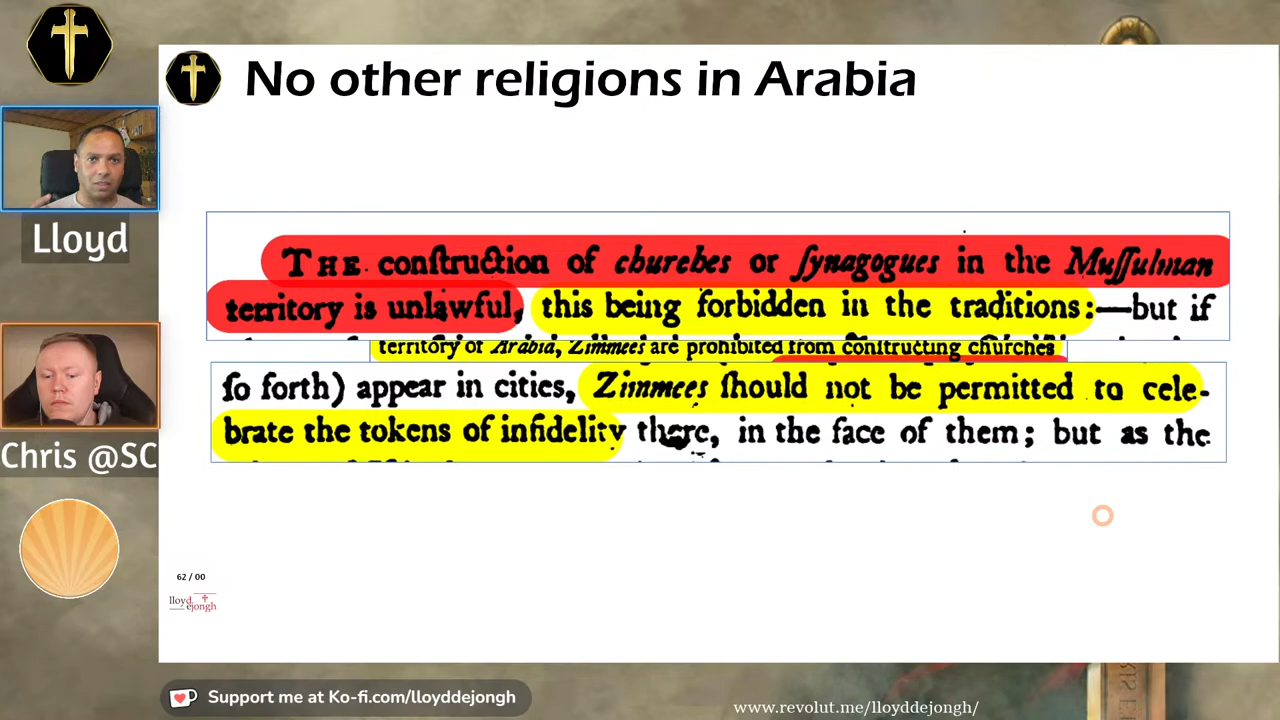 No other religions in Arabia
Lloyd
THE construction of churches or ſynagogues in the Muſſulman
territory is unlawful, this being forbidden in the traditions:—but if
territory of Arabia, Zimmees are prohibited from conſtructing churches
ſo forth) appear in cities, Zimmees ſhould not be permitted to cele-
brate the tokens of infidelity there, in the face of them; but as the
Chris @SC
62 / 00
lloyd
ejongh
Support me at Ko-fi.com/lloyddejongh
www.revolut.me/lloyddejongh/